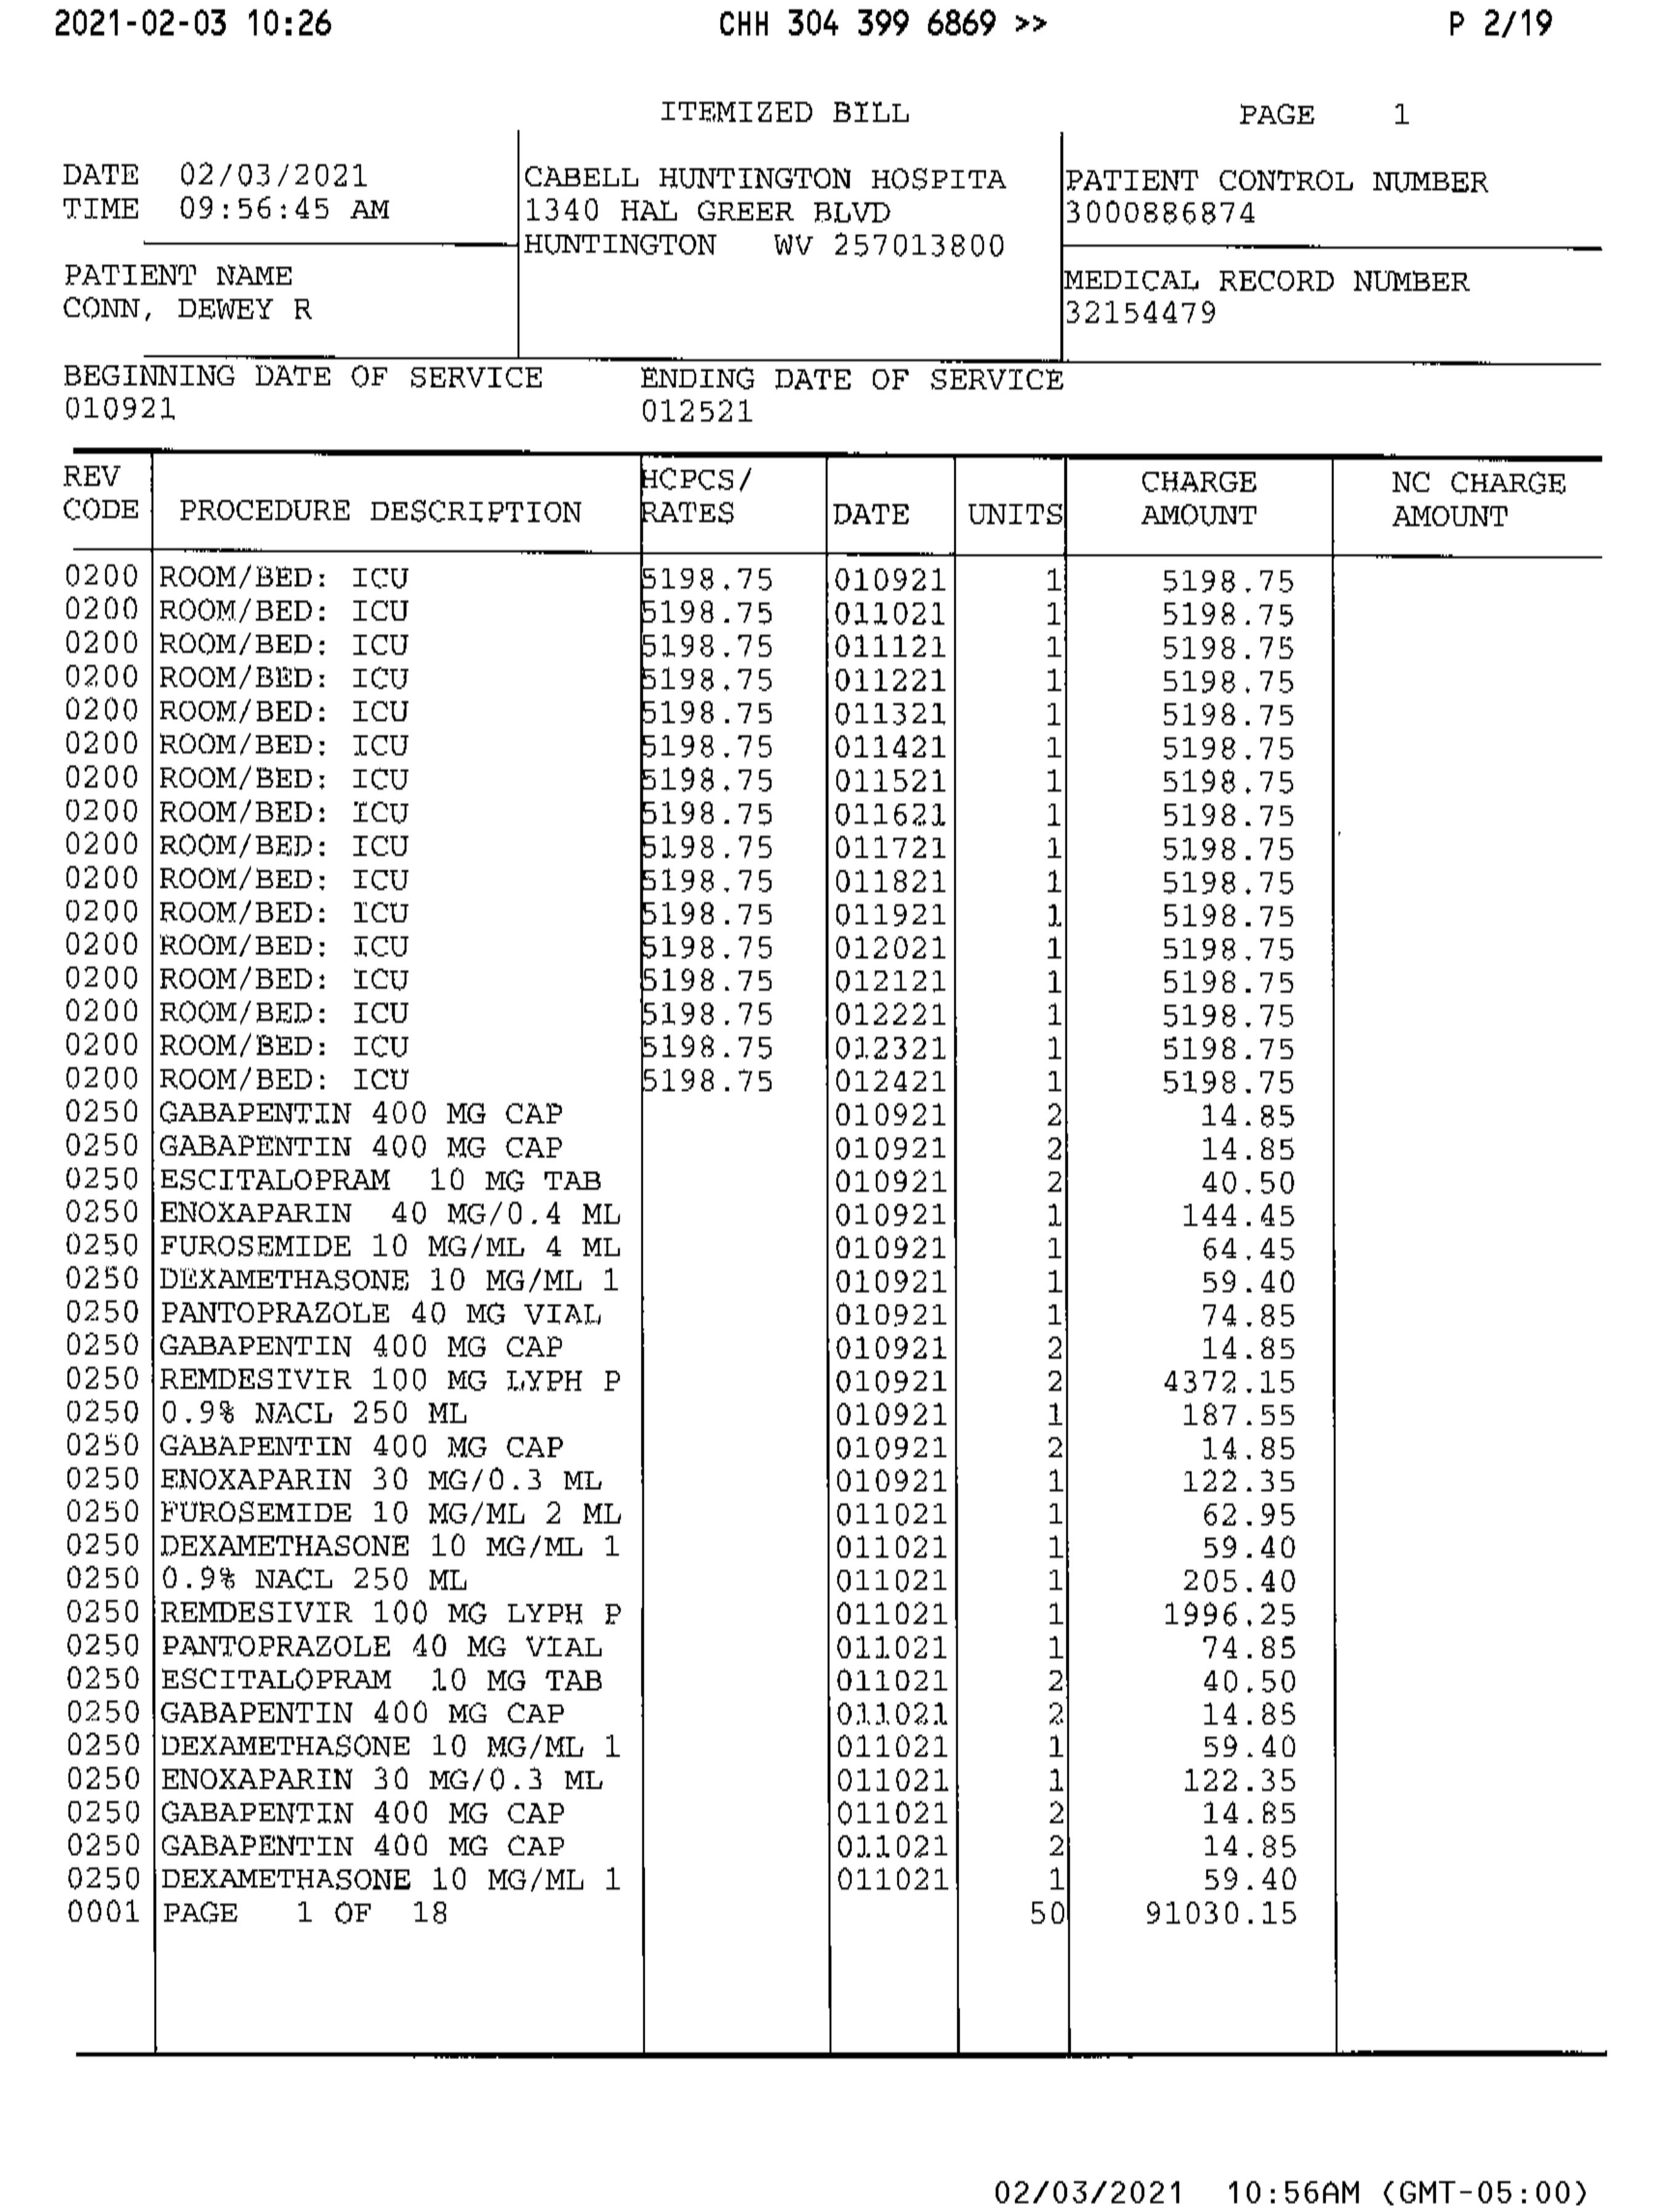 2021-02-03 10:26 CHH 304 399 6869 >> P 2/19
ITEMIZED BILL PAGE 1
DATE 02/03/2021 CABELL HUNTINGTON HOSPITA PATIENT CONTROL NUMBER
TIME 09:56:45 AM 1340 HAL GREER BLVD 3000886874
HUNTINGTON WV 257013800
PATIENT NAME MEDICAL RECORD NUMBER
CONN, DEWEY R 32154479
BEGINNING DATE OF SERVICE ENDING DATE OF SERVICE
010921 012521
REV HCPCS/ CHARGE NC CHARGE
CODE PROCEDURE DESCRIPTION RATES DATE UNITS AMOUNT AMOUNT
0200 ROOM/BED: ICU 5198.75 010921 1 5198.75
0200 ROOM/BED: ICU 5198.75 011021 1 5198.75
0200 ROOM/BED: ICU 5198.75 011121 1 5198.75
0200 ROOM/BED: ICU 5198.75 011221 1 5198.75
0200 ROOM/BED: ICU 5198.75 011321 1 5198.75
0200 ROOM/BED: ICU 5198.75 011421 1 5198.75
0200 ROOM/BED: ICU 5198.75 011521 1 5198.75
0200 ROOM/BED: ICU 5198.75 011621 1 5198.75
0200 ROOM/BED: ICU 5198.75 011721 1 5198.75
0200 ROOM/BED: ICU 5198.75 011821 1 5198.75
0200 ROOM/BED: ICU 5198.75 011921 1 5198.75
0200 ROOM/BED: ICU 5198.75 012021 1 5198.75
0200 ROOM/BED: ICU 5198.75 012121 1 5198.75
0200 ROOM/BED: ICU 5198.75 012221 1 5198.75
0200 ROOM/BED: ICU 5198.75 012321 1 5198.75
0200 ROOM/BED: ICU 5198.75 012421 1 5198.75
0250 GABAPENTIN 400 MG CAP 010921 2 14.85
0250 GABAPENTIN 400 MG CAP 010921 2 14.85
0250 ESCITALOPRAM 10 MG TAB 010921 2 40.50
0250 ENOXAPARIN 40 MG/0.4 ML 010921 1 144.45
0250 FUROSEMIDE 10 MG/ML 4 ML 010921 1 64.45
0250 DEXAMETHASONE 10 MG/ML 1 010921 1 59.40
0250 PANTOPRAZOLE 40 MG VIAL 010921 1 74.85
0250 GABAPENTIN 400 MG CAP 010921 2 14.85
0250 REMDESIVIR 100 MG LYPH P 010921 2 4372.15
0250 0.9% NACL 250 ML 010921 1 187.55
0250 GABAPENTIN 400 MG CAP 010921 2 14.85
0250 ENOXAPARIN 30 MG/0.3 ML 010921 1 122.35
0250 FUROSEMIDE 10 MG/ML 2 ML 011021 1 62.95
0250 DEXAMETHASONE 10 MG/ML 1 011021 1 59.40
0250 0.9% NACL 250 ML 011021 1 205.40
0250 REMDESIVIR 100 MG LYPH P 011021 1 1996.25
0250 PANTOPRAZOLE 40 MG VIAL 011021 1 74.85
0250 ESCITALOPRAM 10 MG TAB 011021 2 40.50
0250 GABAPENTIN 400 MG CAP 011021 2 14.85
0250 DEXAMETHASONE 10 MG/ML 1 011021 1 59.40
0250 ENOXAPARIN 30 MG/0.3 ML 011021 1 122.35
0250 GABAPENTIN 400 MG CAP 011021 2 14.85
0250 GABAPENTIN 400 MG CAP 011021 2 14.85
0250 DEXAMETHASONE 10 MG/ML 1 011021 1 59.40
0001 PAGE 1 OF 18 50 91030.15
02/03/2021 10:56AM (GMT-05:00)